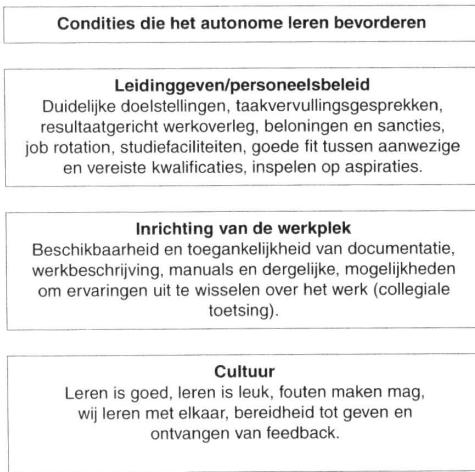 Condities die het autonome leren bevorderen
Leidinggeven/personeelsbeleid
Duidelijke doelstellingen, taakvervullingsgesprekken,
resultaatgericht werkoverleg, beloningen en sancties,
job rotation, studiefaciliteiten, goede fit tussen aanwezige
en vereiste kwalificaties, inspelen op aspiraties.
Inrichting van de werkplek
Beschikbaarheid en toegankelijkheid van documentatie,
werkbeschrijving, manuals en dergelijke, mogelijkheden
om ervaringen uit te wisselen over het werk (collegiale
toetsing).
Cultuur
Leren is goed, leren is leuk, fouten maken mag,
wij leren met elkaar, bereidheid tot geven en
ontvangen van feedback.